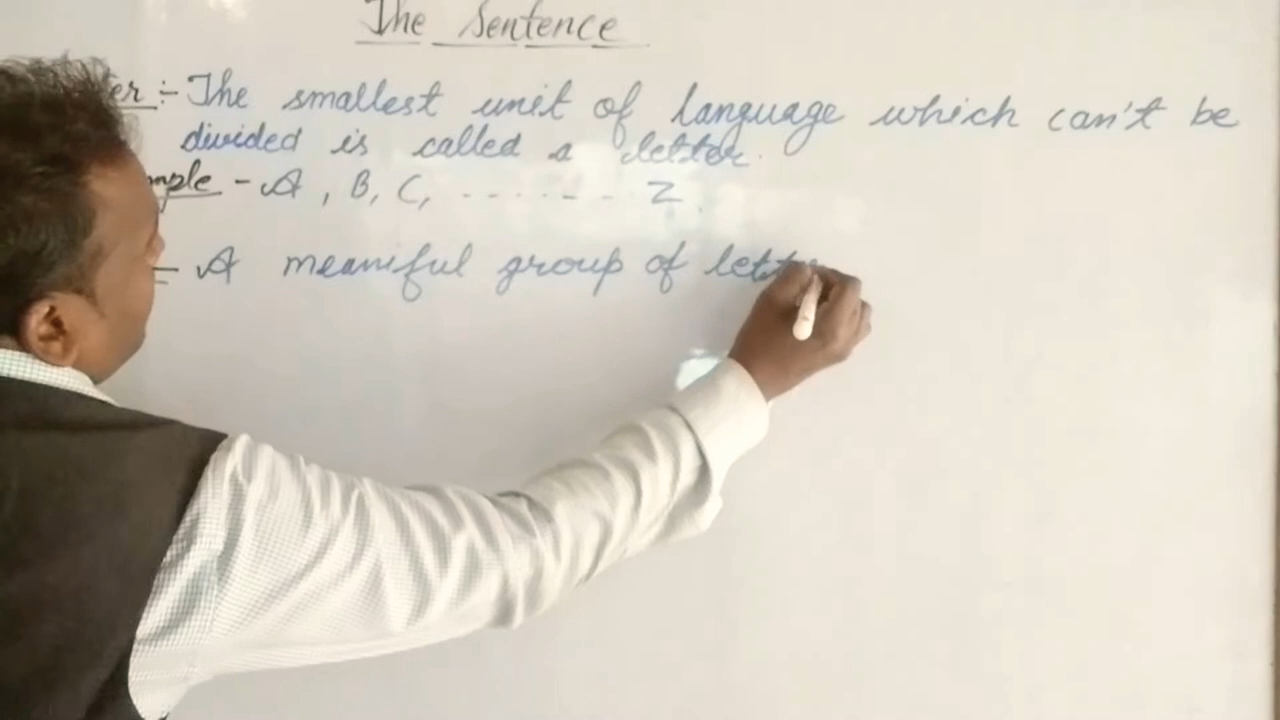 The Sentence
er :- The smallest unit of language which can't be
divided is called a letter.
mple - A, B, C, ....... Z.
= A meaniful group of lette